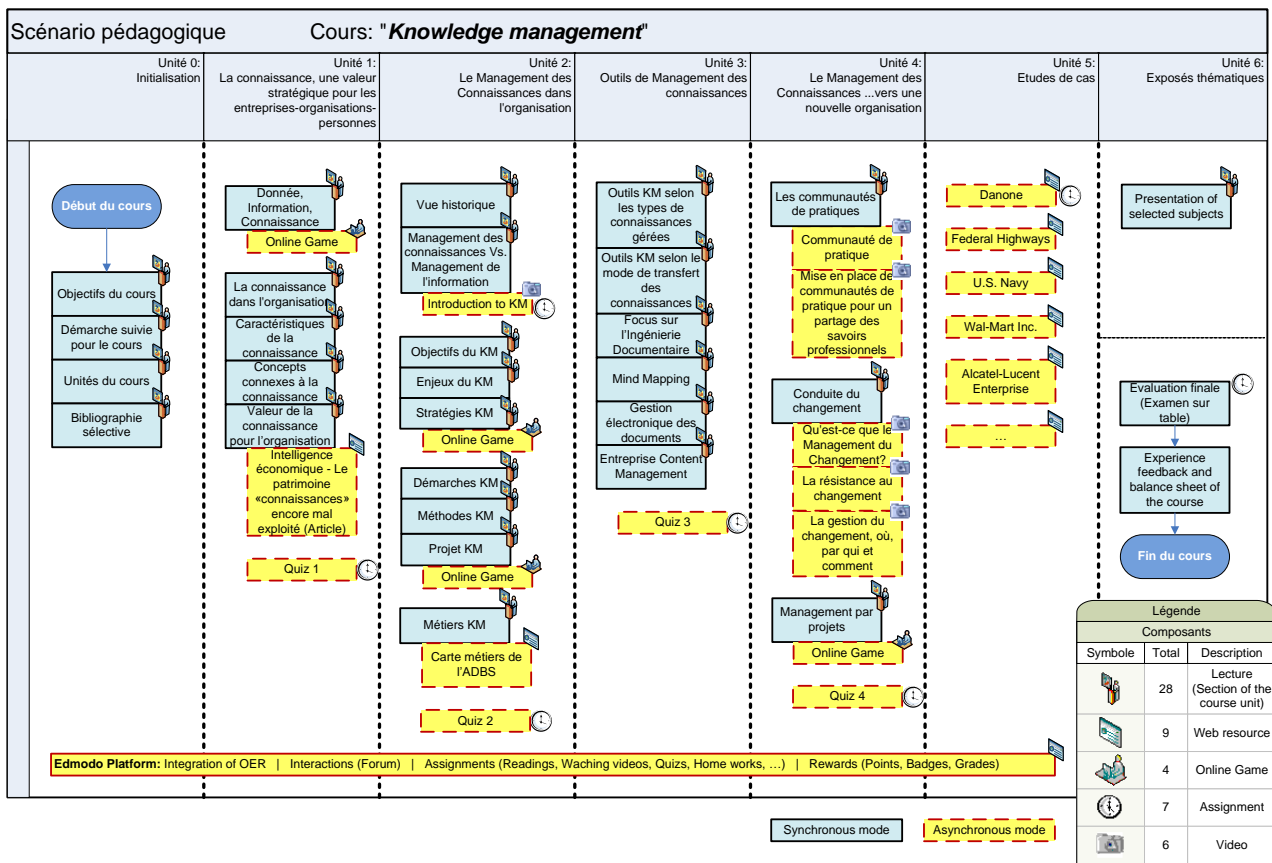 Scénario pédagogique Cours: "Knowledge management"
Unité 0:
Initialisation
Unité 1:
La connaissance, une valeur
stratégique pour les
entreprises-organisations-
personnes
Unité 2:
Le Management des
Connaissances dans
l'organisation
Unité 3:
Outils de Management des
connaissances
Unité 4:
Le Management des
Connaissances ...vers une
nouvelle organisation
Unité 5:
Etudes de cas
Unité 6:
Exposés thématiques
Début du cours
Objectifs du cours
Démarche suivie
pour le cours
Unités du cours
Bibliographie
sélective
Donnée,
Information,
Connaissance
Online Game
La connaissance
dans l'organisation
Caractéristiques
de la
connaissance
Concepts
connexes à la
connaissance
Valeur de la
connaissance
pour l'organisation
Intelligence
économique - Le
patrimoine
«connaissances»
encore mal
exploité (Article)
Quiz 1
Vue historique
Management des
connaissances Vs.
Management de
l'information
Introduction to KM
Objectifs du KM
Enjeux du KM
Stratégies KM
Online Game
Démarches KM
Méthodes KM
Projet KM
Online Game
Métiers KM
Carte métiers de
l'ADBS
Quiz 2
Outils KM selon
les types de
connaissances
gérées
Outils KM selon le
mode de transfert
des
connaissances
Focus sur
l'Ingénierie
Documentaire
Mind Mapping
Gestion
électronique des
documents
Entreprise Content
Management
Quiz 3
Les communautés
de pratiques
Communauté de
pratique
Mise en place de
communautés de
pratique pour un
partage des
savoirs
professionnels
Conduite du
changement
Qu'est-ce que le
Management du
Changement?
La résistance au
changement
La gestion du
changement, où,
par qui et
comment
Management par
projets
Online Game
Quiz 4
Danone
Federal Highways
U.S. Navy
Wal-Mart Inc.
Alcatel-Lucent
Enterprise
…
Presentation of
selected subjects
Evaluation finale
(Examen sur
table)
Experience
feedback and
balance sheet of
the course
Fin du cours
Edmodo Platform: Integration of OER | Interactions (Forum) | Assignments (Readings, Waching videos, Quizs, Home works, …) | Rewards (Points, Badges, Grades)
Synchronous mode
Asynchronous mode
Légende
Composants
Symbole Total Description
28 Lecture
(Section of the
course unit)
9 Web resource
4 Online Game
7 Assignment
6 Video